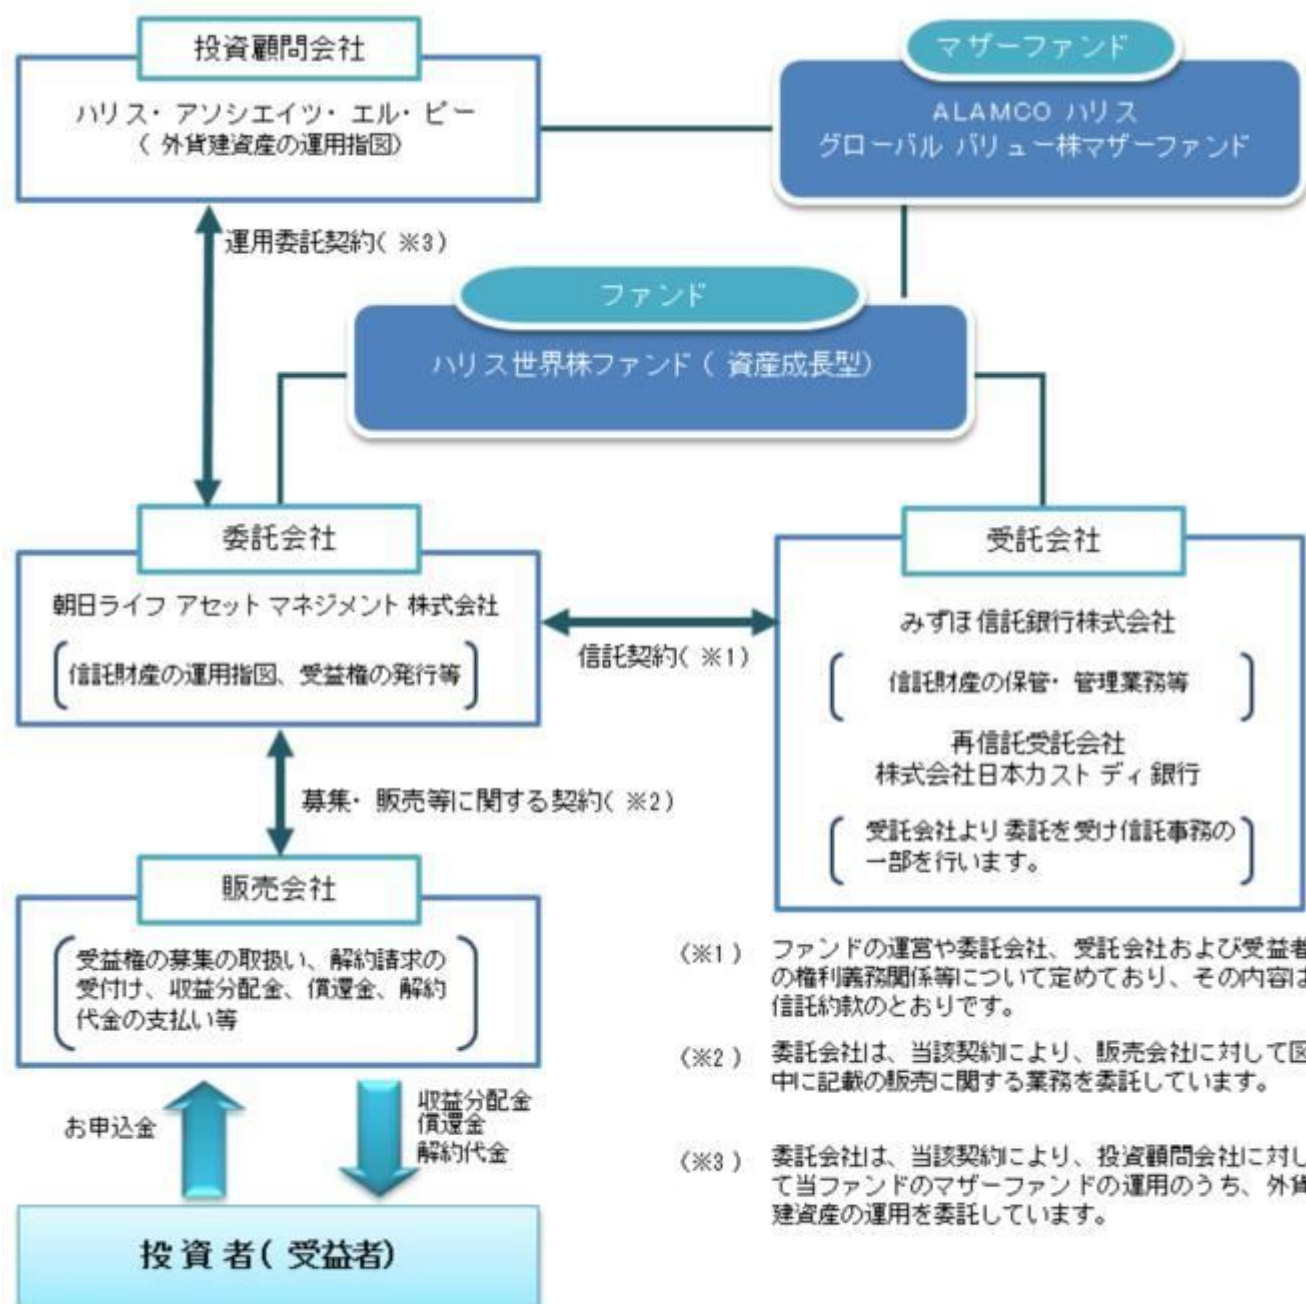 投資顧問会社
ハリス・アソシエイツ・エル・ピー
(外貨建資産の運用指図)
マザーファンド
ALAMCO ハリス
グローバル バリュー株マザーファンド
運用委託契約(※3)
ファンド
ハリス世界株ファンド(資産成長型)
委託会社
朝日ライフ アセット マネジメント 株式会社
信託財産の運用指図、受益権の発行等
信託契約(※1)
受託会社
みずほ信託銀行株式会社
信託財産の保管・管理業務等
再信託受託会社
株式会社日本カストディ銀行
受託会社より委託を受け信託事務の
一部を行います。
募集・販売等に関する契約(※2)
販売会社
受益権の募集の取扱い、解約請求の
受付け、収益分配金、償還金、解約
代金の支払い等
お申込金
収益分配金
償還金
解約代金
投資者(受益者)
(※1) ファンドの運営や委託会社、受託会社および受益者
の権利義務関係等について定めており、その内容は
信託約款のとおりです。
(※2) 委託会社は、当該契約により、販売会社に対して図
中に記載の販売に関する業務を委託しています。
(※3) 委託会社は、当該契約により、投資顧問会社に対し
て当ファンドのマザーファンドの運用のうち、外貨
建資産の運用を委託しています。